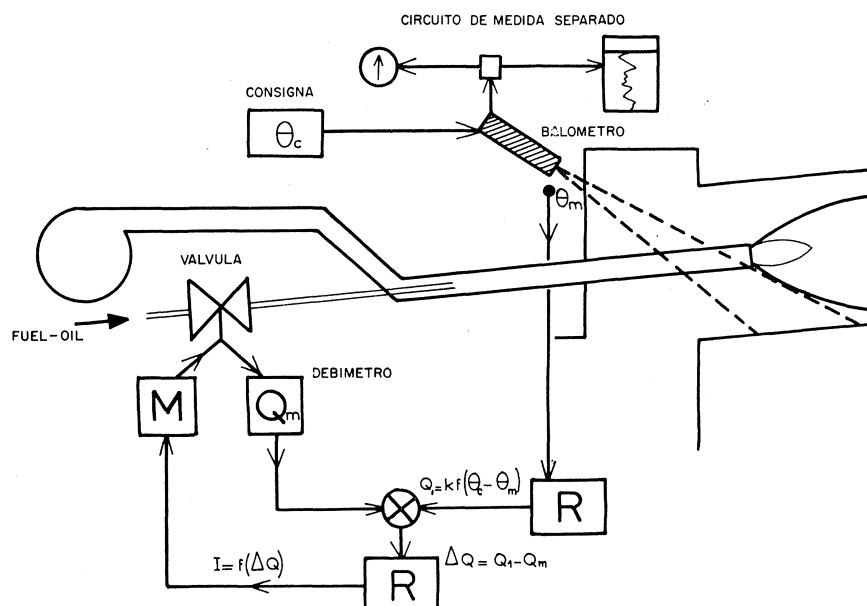 CIRCUITO DE MEDIDA SEPARADO
CONSIGNA
θc
BOLOMETRO
θm
VALVULA
FUEL-OIL
DEBIMETRO
M
Qm
Q₁=kf(θc-θm)
R
I=f(ΔQ)
R
ΔQ = Q₁-Qm